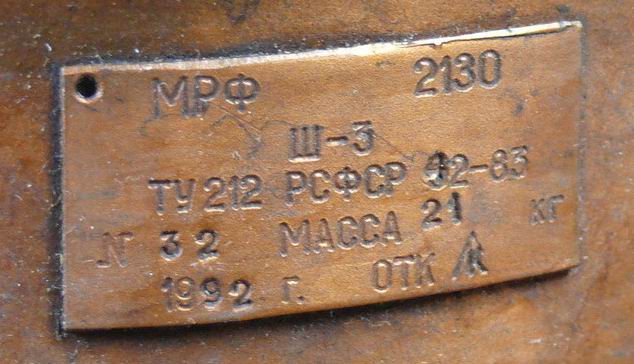 МРФ 2130
Ш-3
ТУ 212 РСФСР 42-83
№ 32 МАССА 21 кг
1992 г. ОТК